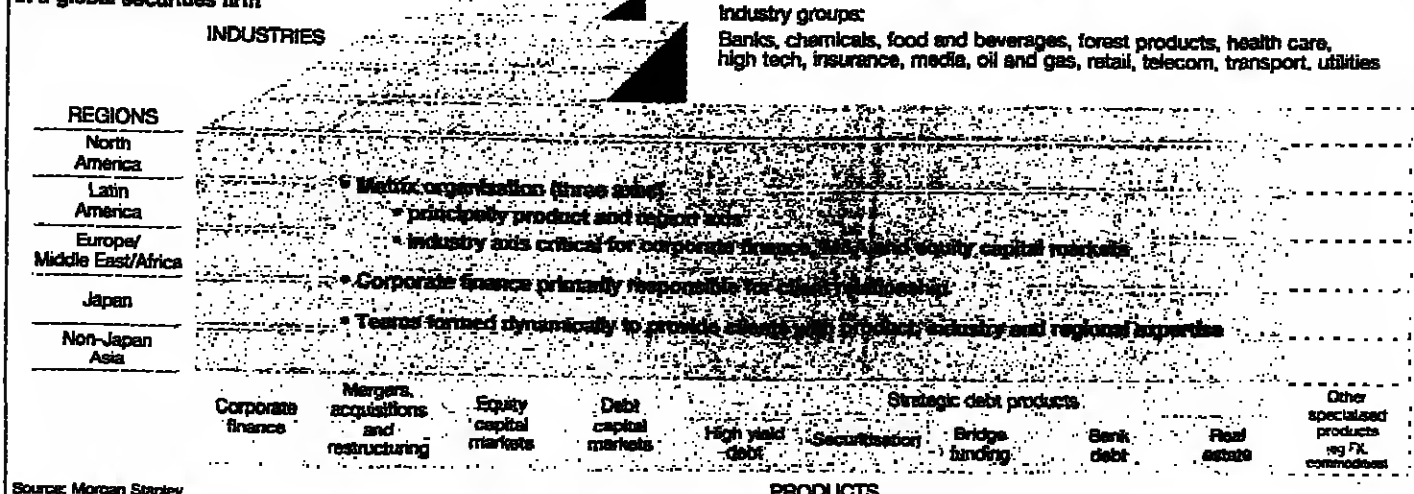 in a global securities firm
INDUSTRIES
Industry groups:
Banks, chemicals, food and beverages, forest products, health care,
high tech, insurance, media, oil and gas, retail, telecom, transport, utilities
REGIONS
North
America
Latin
America
Europe/
Middle East/Africa
Japan
Non-Japan
Asia
• Matrix organisation (three axes)
• principally product and region axis
• industry axis critical for corporate finance, M&A and equity capital markets
• Corporate finance primarily responsible for client relationship
• Teams formed dynamically to provide clients with product, industry and regional expertise
Corporate
finance
Mergers,
acquisitions
and
restructuring
Equity
capital
markets
Debt
capital
markets
Strategic debt products
High yield
debt
Securitisation
Bridge
funding
Bank
debt
Real
estate
Other
specialised
products
eg FX,
commodities
Source: Morgan Stanley
PRODUCTS